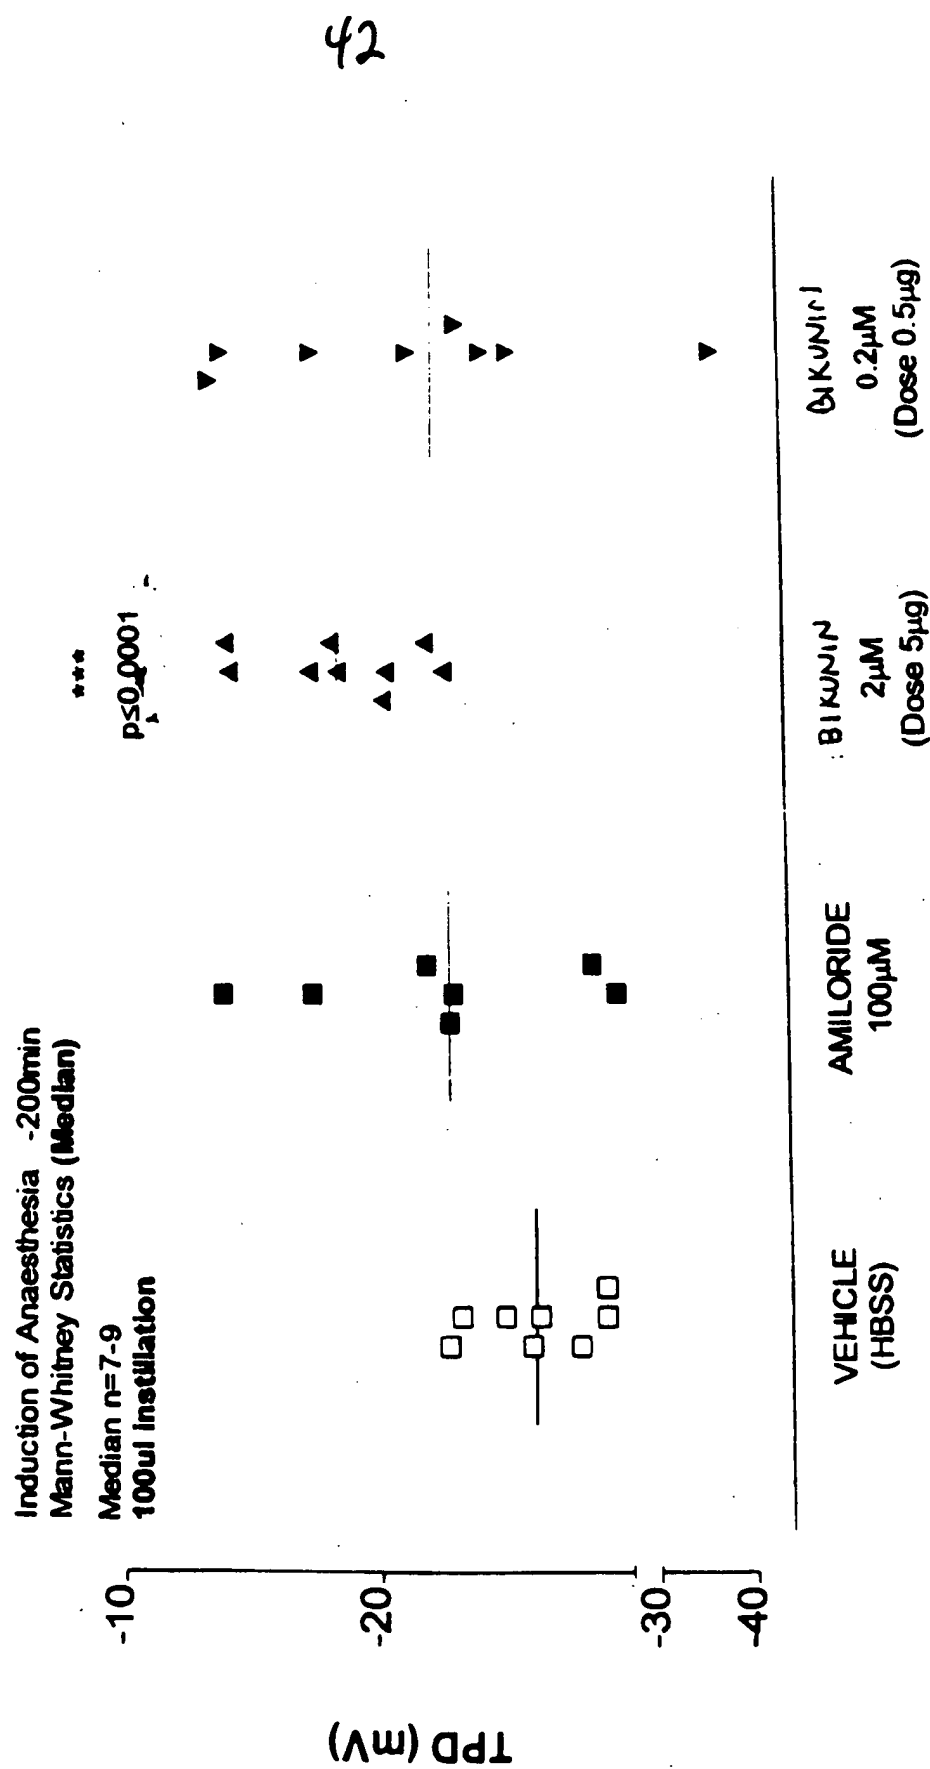 42
Induction of Anaesthesia -200min
Mann-Whitney Statistics (Median)
Median n=7-9
100ul instillation
***
p≤0.0001
TPD (mV)
-10
-20
-30
-40
VEHICLE
(HBSS)
AMILORIDE
100µM
BIKUNIN
2µM
(Dose 5µg)
BIKUNIN
0.2µM
(Dose 0.5µg)